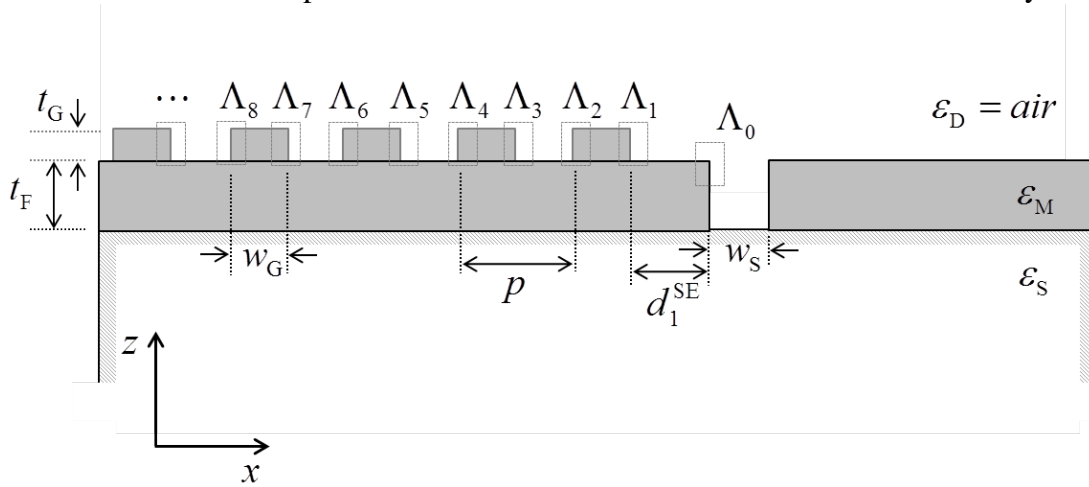 t_G
… Λ_8 Λ_7 Λ_6 Λ_5 Λ_4 Λ_3 Λ_2 Λ_1 Λ_0
ε_D = air
t_F
ε_M
w_G
p
d_1^SE
w_S
ε_S
z
x